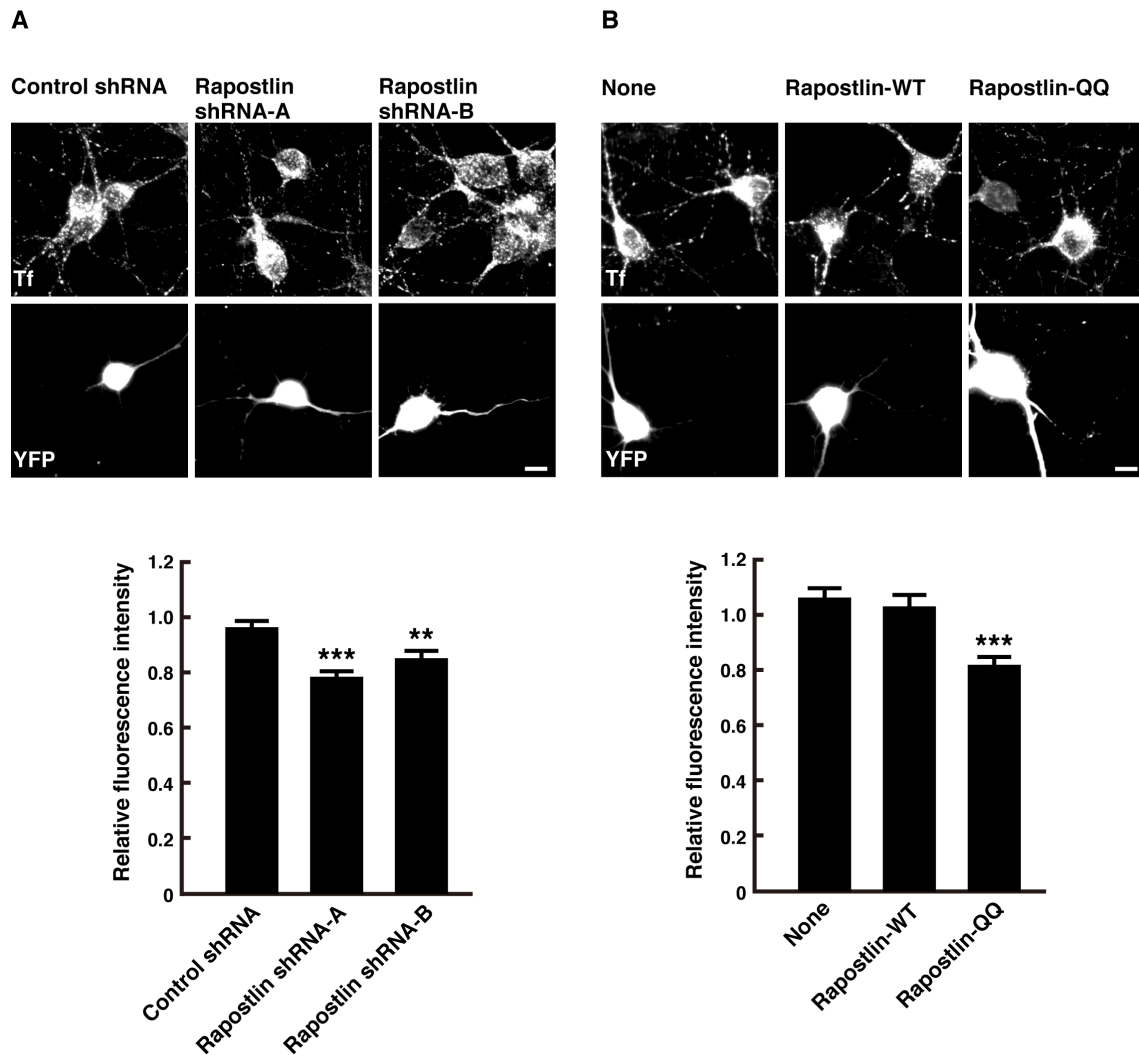 A
B
Control shRNA
Rapostlin
shRNA-A
Rapostlin
shRNA-B
None
Rapostlin-WT
Rapostlin-QQ
Tf
YFP
Tf
YFP
Relative fluorescence intensity
1.2
1.0
0.8
0.6
0.4
0.2
0
***
**
Control shRNA
Rapostlin shRNA-A
Rapostlin shRNA-B
Relative fluorescence intensity
1.2
1.0
0.8
0.6
0.4
0.2
0
***
None
Rapostlin-WT
Rapostlin-QQ